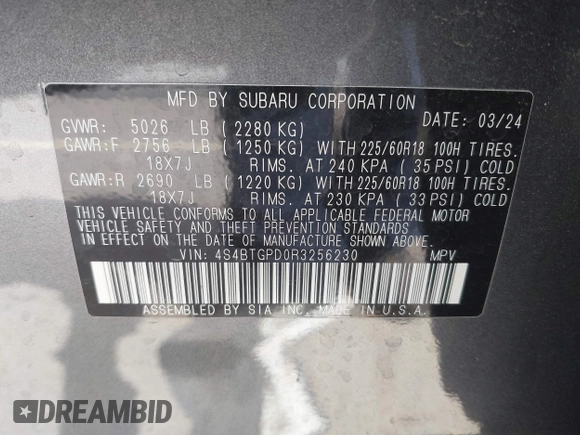 MFD BY SUBARU CORPORATION
DATE: 03/24
GVWR: 5026 LB ( 2280 KG)
GAWR:F 2756 LB ( 1250 KG) WITH 225/60R18 100H TIRES.
18X7J RIMS. AT 240 KPA ( 35 PSI) COLD
GAWR:R 2690 LB ( 1220 KG) WITH 225/60R18 100H TIRES.
18X7J RIMS. AT 230 KPA ( 33 PSI) COLD
THIS VEHICLE CONFORMS TO ALL APPLICABLE FEDERAL MOTOR
VEHICLE SAFETY AND THEFT PREVENTION STANDARDS
IN EFFECT ON THE DATE OF MANUFACTURE SHOWN ABOVE.
VIN: 4S4BTGPD0R3256230 MPV
ASSEMBLED BY SIA INC. MADE IN U.S.A.
DREAMBID